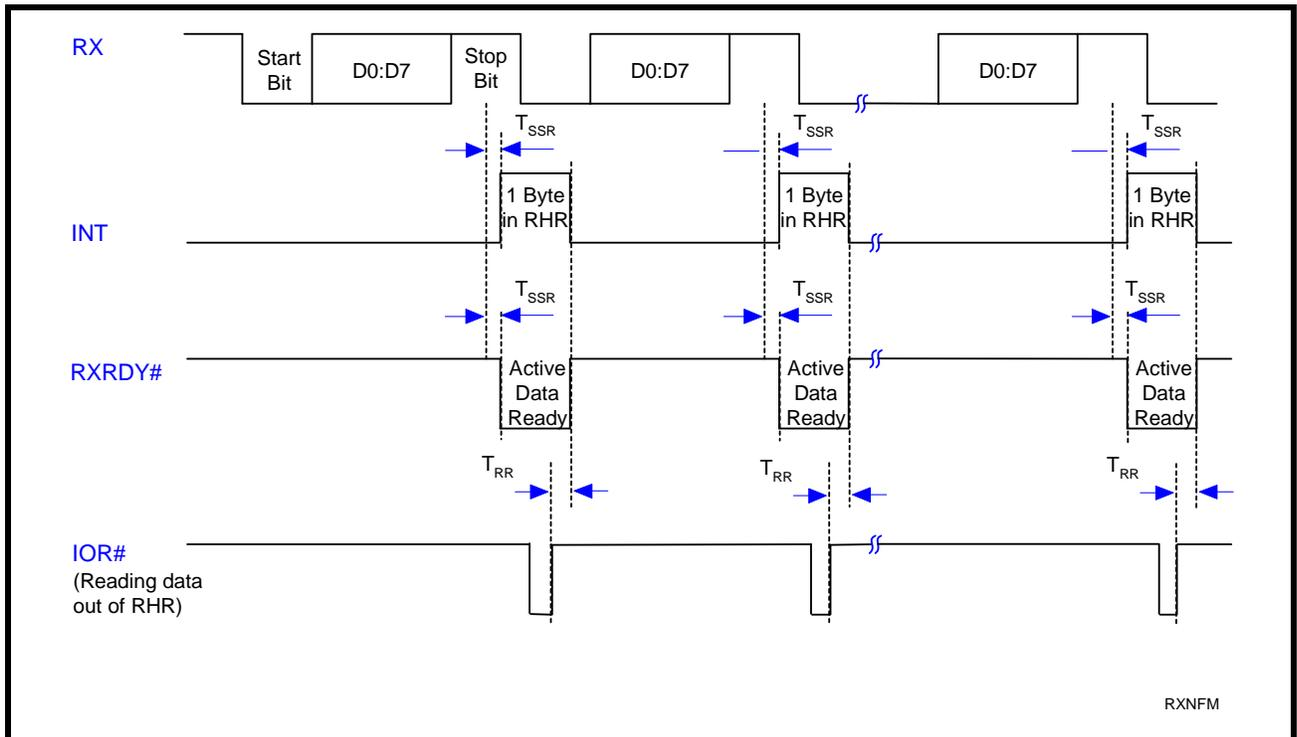 RX
Start
Bit
D0:D7
Stop
Bit
D0:D7
D0:D7
TSSR
TSSR
TSSR
INT
1 Byte
in RHR
1 Byte
in RHR
1 Byte
in RHR
TSSR
TSSR
TSSR
RXRDY#
Active
Data
Ready
Active
Data
Ready
Active
Data
Ready
TRR
TRR
TRR
IOR#
(Reading data
out of RHR)
RXNFM